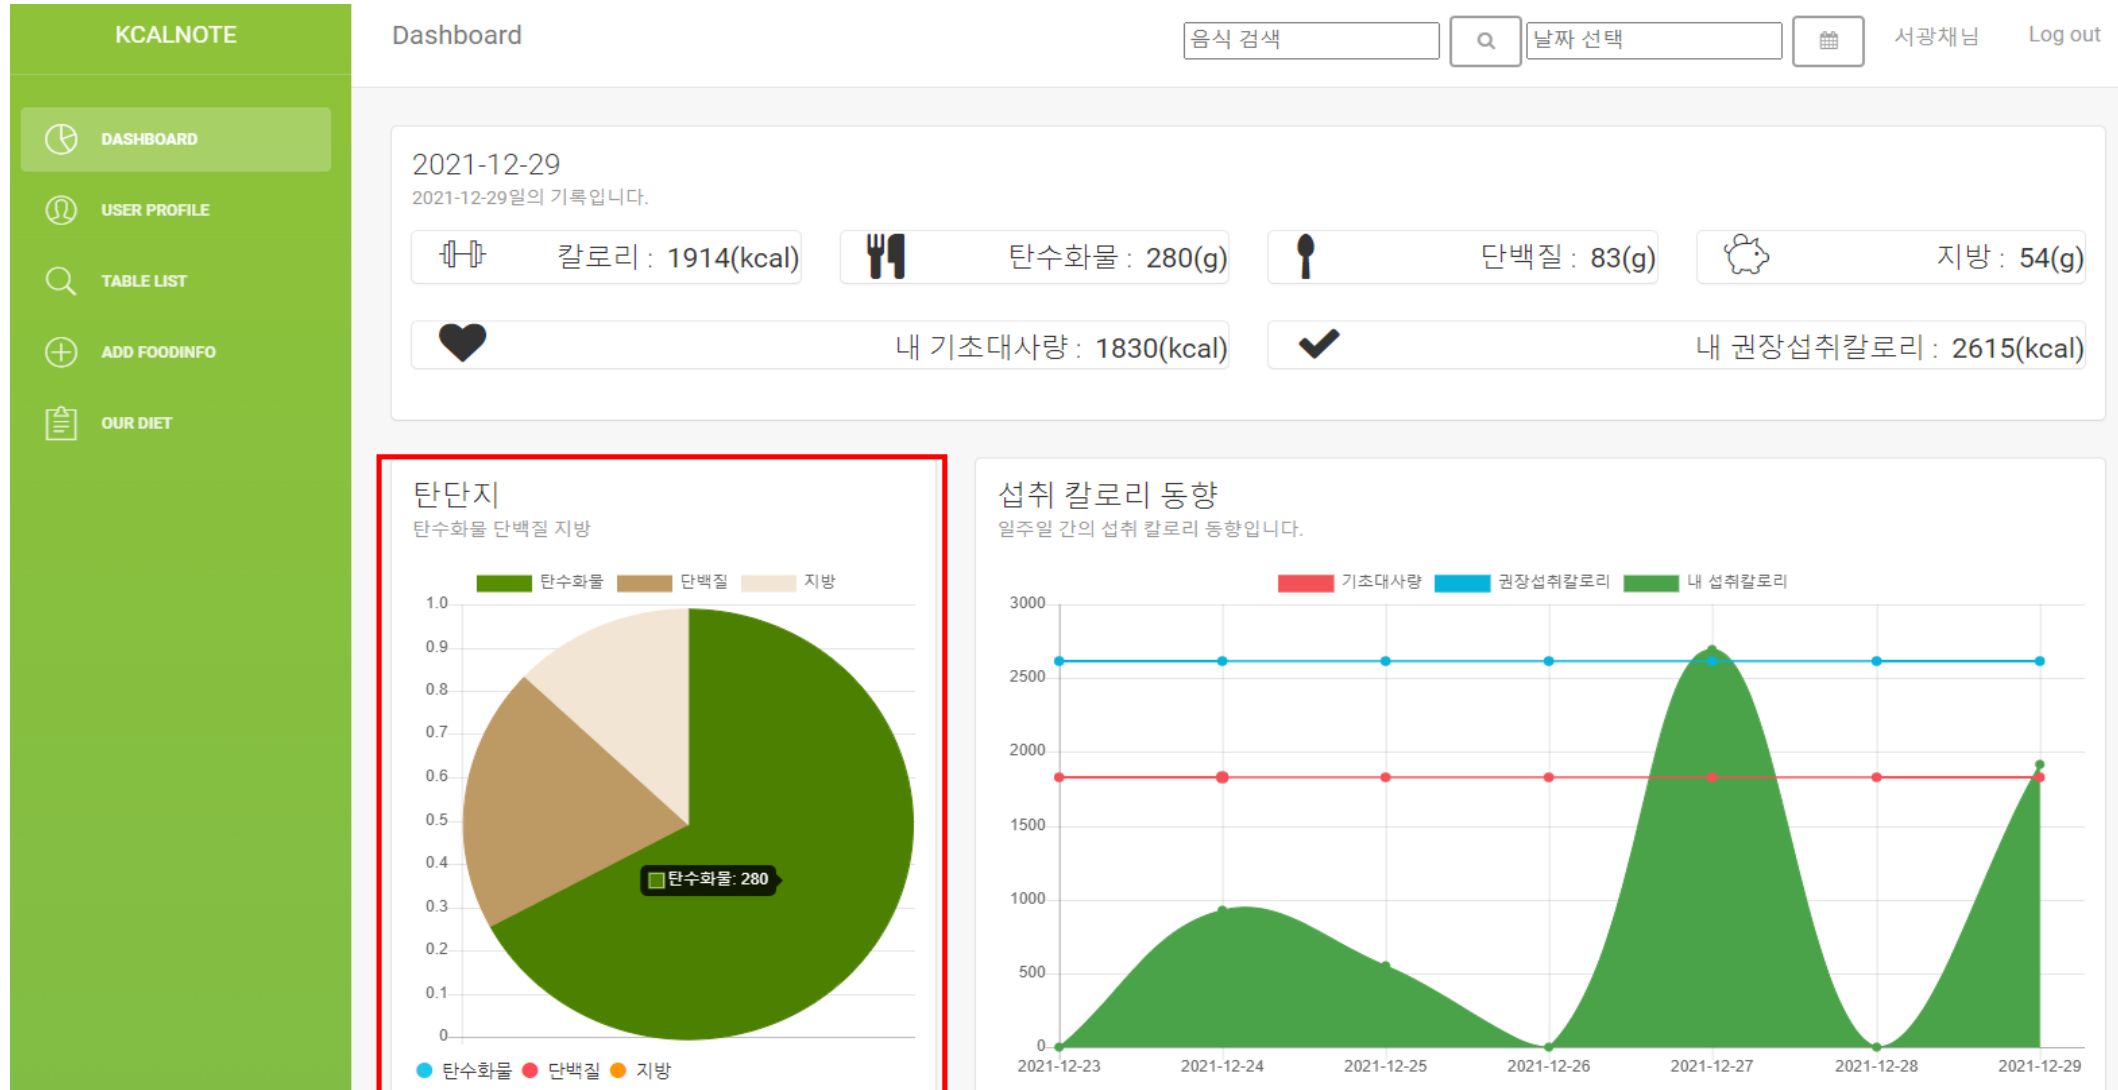 KCALNOTE
Dashboard
음식 검색
날짜 선택
서광채님
Log out
DASHBOARD
USER PROFILE
TABLE LIST
ADD FOODINFO
OUR DIET
2021-12-29
2021-12-29일의 기록입니다.
칼로리 : 1914(kcal)
탄수화물 : 280(g)
단백질 : 83(g)
지방 : 54(g)
내 기초대사량 : 1830(kcal)
내 권장섭취칼로리 : 2615(kcal)
탄단지
탄수화물 단백질 지방
탄수화물 단백질 지방
1.0
0.9
0.8
0.7
0.6
0.5
0.4
탄수화물: 280
0.3
0.2
0.1
0
탄수화물 단백질 지방
섭취 칼로리 동향
일주일 간의 섭취 칼로리 동향입니다.
기초대사량 권장섭취칼로리 내 섭취칼로리
3000
2500
2000
1500
1000
500
0
2021-12-23 2021-12-24 2021-12-25 2021-12-26 2021-12-27 2021-12-28 2021-12-29